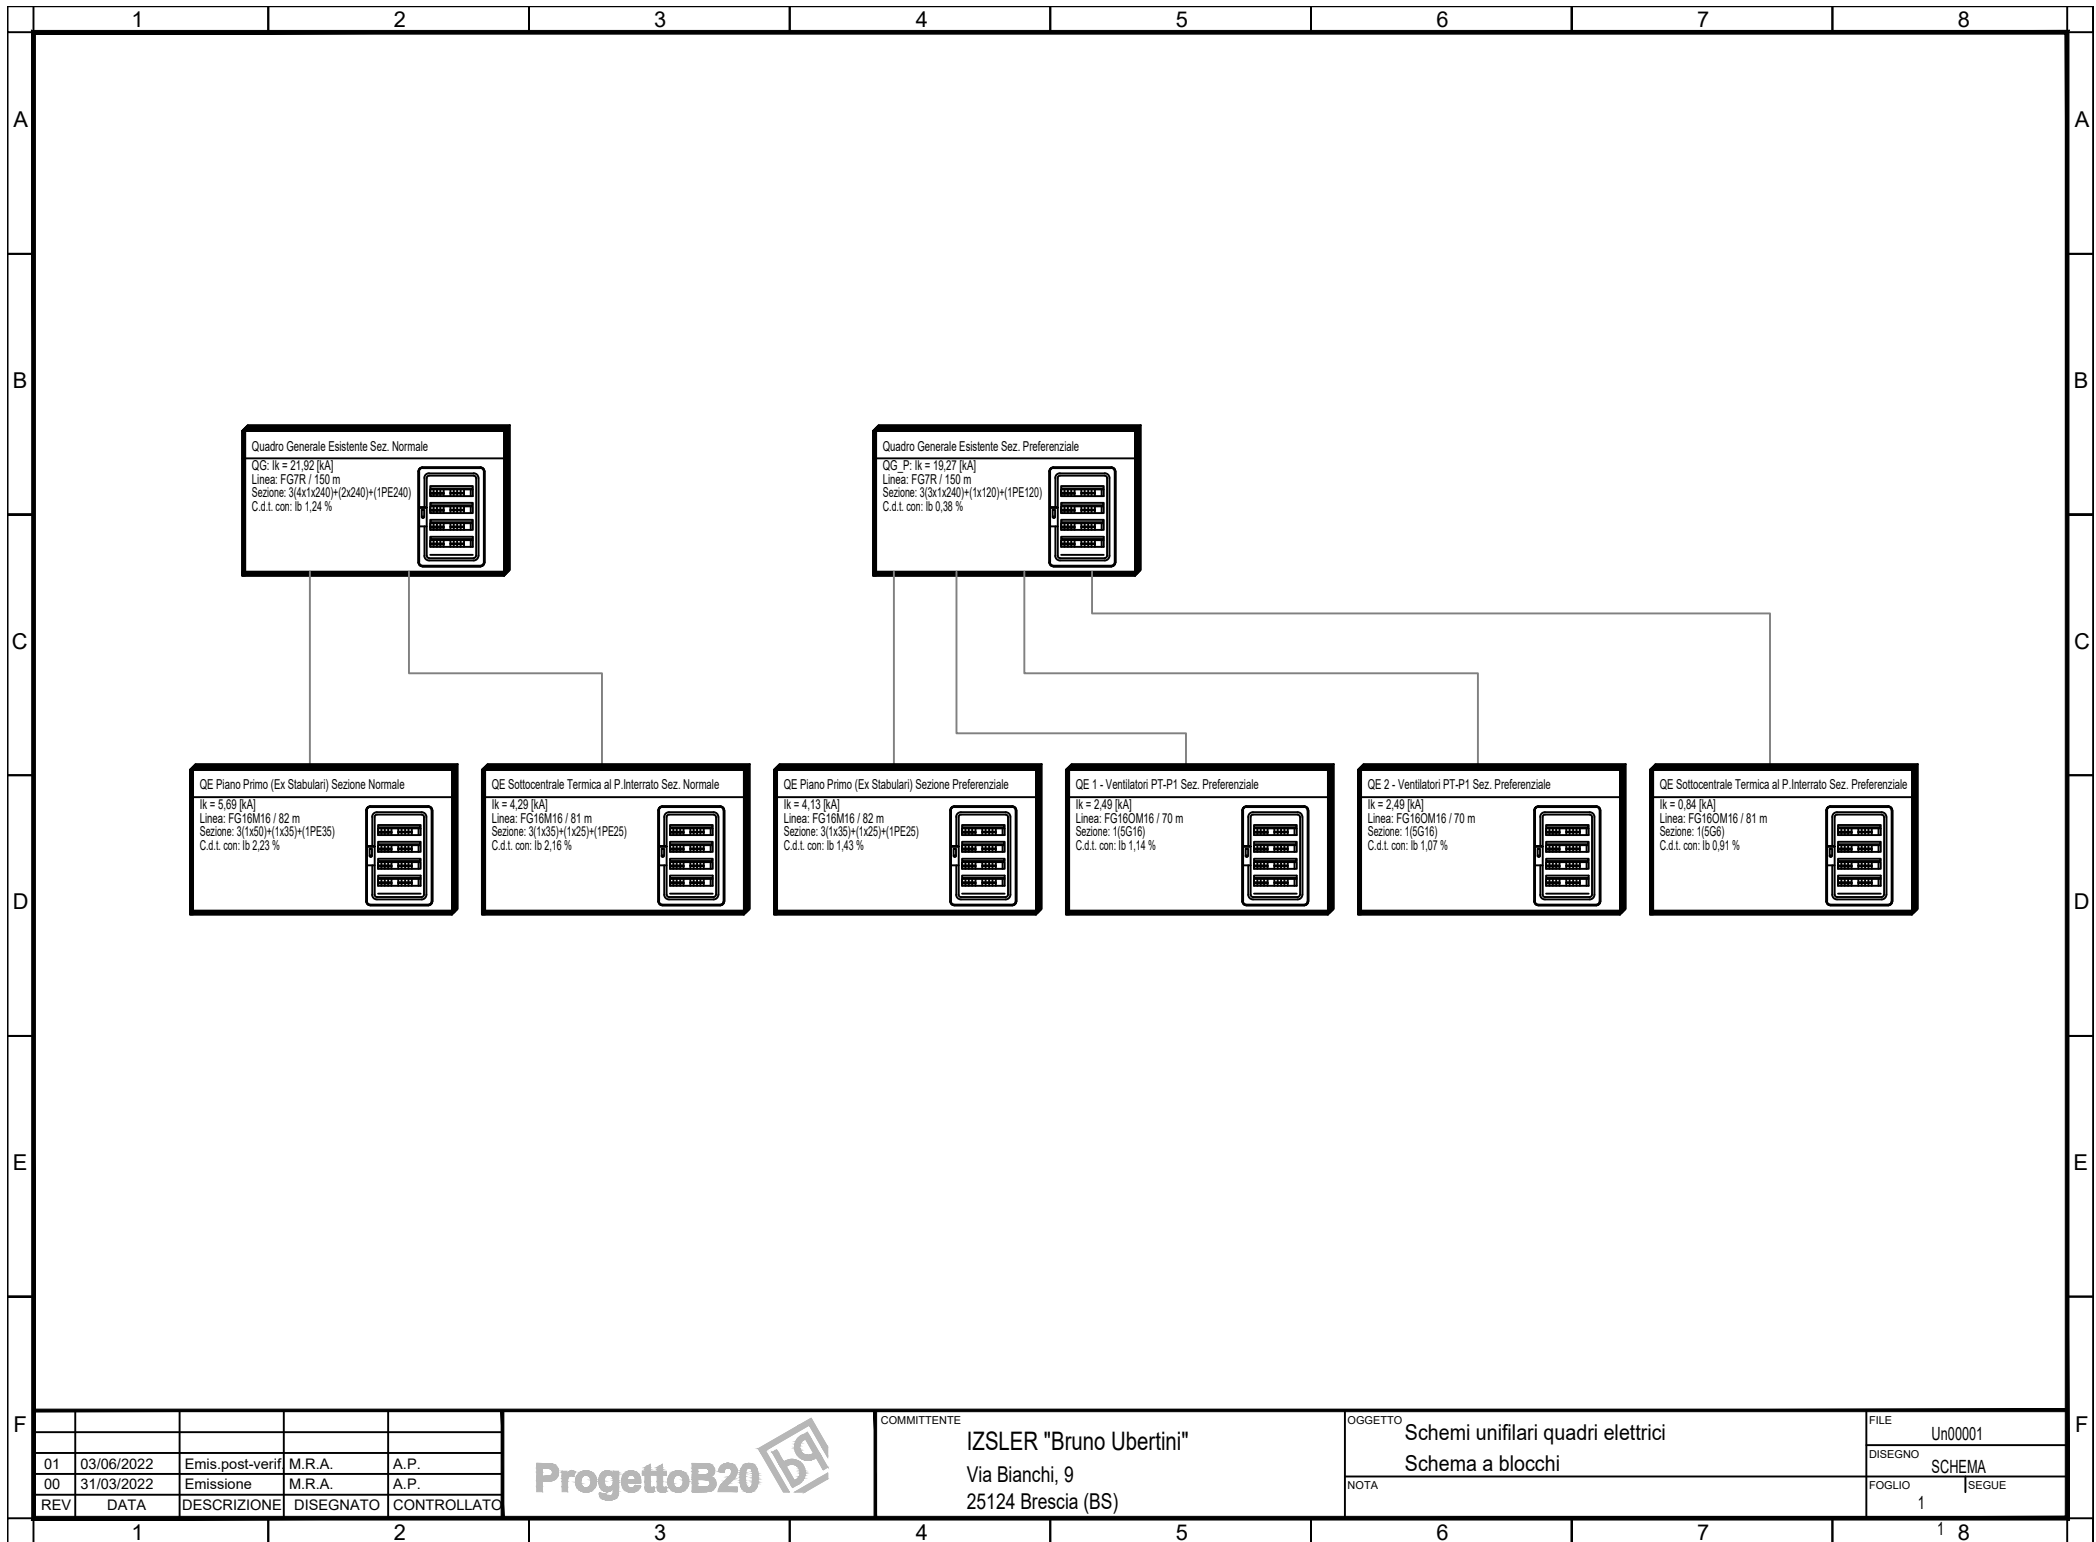 1 2 3 4 5 6 7 8
A A
B B
Quadro Generale Esistente Sez. Normale
QG: Ik = 21,92 [kA]
Linea: FG7R / 150 m
Sezione: 3(4x1x240)+(2x240)+(1PE240)
C.d.t. con: Ib 1,24 %
Quadro Generale Esistente Sez. Preferenziale
QG_P: Ik = 19,27 [kA]
Linea: FG7R / 150 m
Sezione: 3(3x1x240)+(1x120)+(1PE120)
C.d.t. con: Ib 0,38 %
C C
QE Piano Primo (Ex Stabulari) Sezione Normale
Ik = 5,69 [kA]
Linea: FG16M16 / 82 m
Sezione: 3(1x50)+(1x35)+(1PE35)
C.d.t. con: Ib 2,23 %
QE Sottocentrale Termica al P.Interrato Sez. Normale
Ik = 4,29 [kA]
Linea: FG16M16 / 81 m
Sezione: 3(1x35)+(1x25)+(1PE25)
C.d.t. con: Ib 2,16 %
QE Piano Primo (Ex Stabulari) Sezione Preferenziale
Ik = 4,13 [kA]
Linea: FG16M16 / 82 m
Sezione: 3(1x35)+(1x25)+(1PE25)
C.d.t. con: Ib 1,43 %
QE 1 - Ventilatori PT-P1 Sez. Preferenziale
Ik = 2,49 [kA]
Linea: FG16OM16 / 70 m
Sezione: 1(5G16)
C.d.t. con: Ib 1,14 %
QE 2 - Ventilatori PT-P1 Sez. Preferenziale
Ik = 2,49 [kA]
Linea: FG16OM16 / 70 m
Sezione: 1(5G16)
C.d.t. con: Ib 1,07 %
QE Sottocentrale Termica al P.Interrato Sez. Preferenziale
Ik = 0,84 [kA]
Linea: FG16OM16 / 81 m
Sezione: 1(5G6)
C.d.t. con: Ib 0,91 %
D D
E E
F F
01 03/06/2022 Emis.post-verif. M.R.A. A.P.
00 31/03/2022 Emissione M.R.A. A.P.
REV DATA DESCRIZIONE DISEGNATO CONTROLLATO
ProgettoB20 bq
COMMITTENTE
IZSLER "Bruno Ubertini"
Via Bianchi, 9
25124 Brescia (BS)
OGGETTO Schemi unifilari quadri elettrici
Schema a blocchi
NOTA
FILE
Un00001
DISEGNO
SCHEMA
FOGLIO SEGUE
1
1
1 2 3 4 5 6 7 8